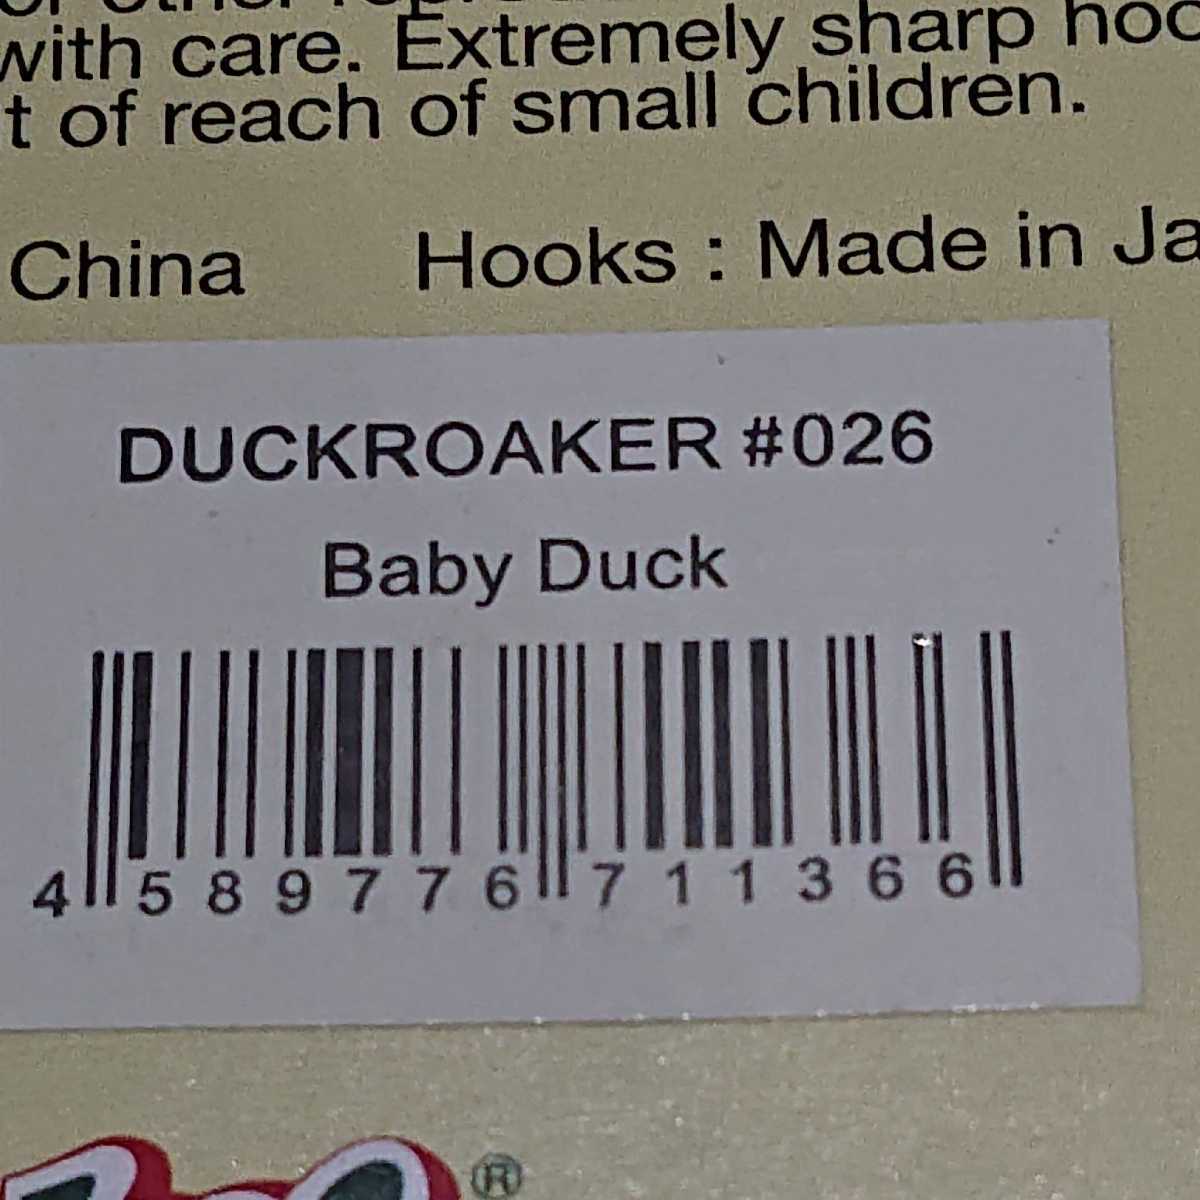 with care. Extremely sharp
of reach of small children.
China Hooks : Made in
DUCKROAKER #026
Baby Duck
4 589776 711366
®